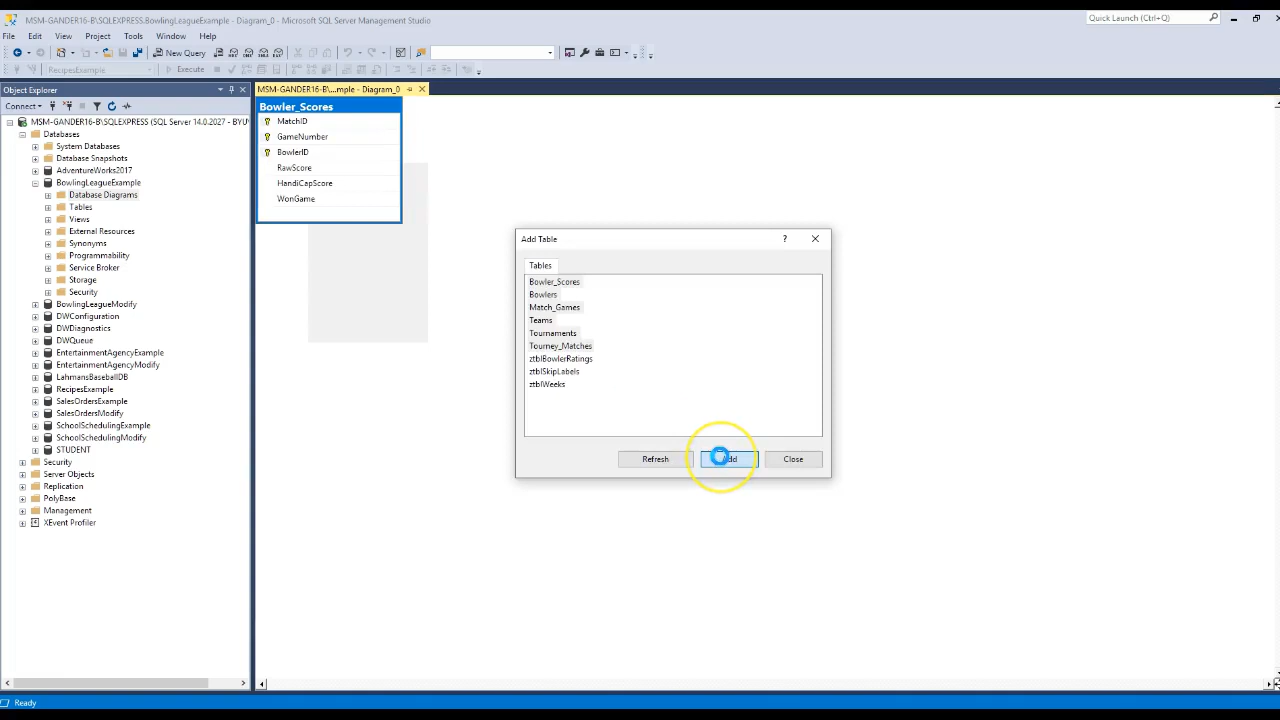 MSM-GANDER16-B\SQLEXPRESS.BowlingLeagueExample - Diagram_0 - Microsoft SQL Server Management Studio
Quick Launch (Ctrl+Q)
File Edit View Project Tools Window Help
New Query
RecipesExample Execute
Object Explorer
MSM-GANDER16-B\...mple - Diagram_0
Connect
MSM-GANDER16-B\SQLEXPRESS (SQL Server 14.0.2027 - BYU\
Databases
System Databases
Database Snapshots
AdventureWorks2017
BowlingLeagueExample
Database Diagrams
Tables
Views
External Resources
Synonyms
Programmability
Service Broker
Storage
Security
BowlingLeagueModify
DWConfiguration
DWDiagnostics
DWQueue
EntertainmentAgencyExample
EntertainmentAgencyModify
LahmansBaseballDB
RecipesExample
SalesOrdersExample
SalesOrdersModify
SchoolSchedulingExample
SchoolSchedulingModify
STUDENT
Security
Server Objects
Replication
PolyBase
Management
XEvent Profiler
Bowler_Scores
MatchID
GameNumber
BowlerID
RawScore
HandiCapScore
WonGame
Add Table
?
Tables
Bowler_Scores
Bowlers
Match_Games
Teams
Tournaments
Tourney_Matches
ztblBowlerRatings
ztblSkipLabels
ztblWeeks
Refresh Close
Ready